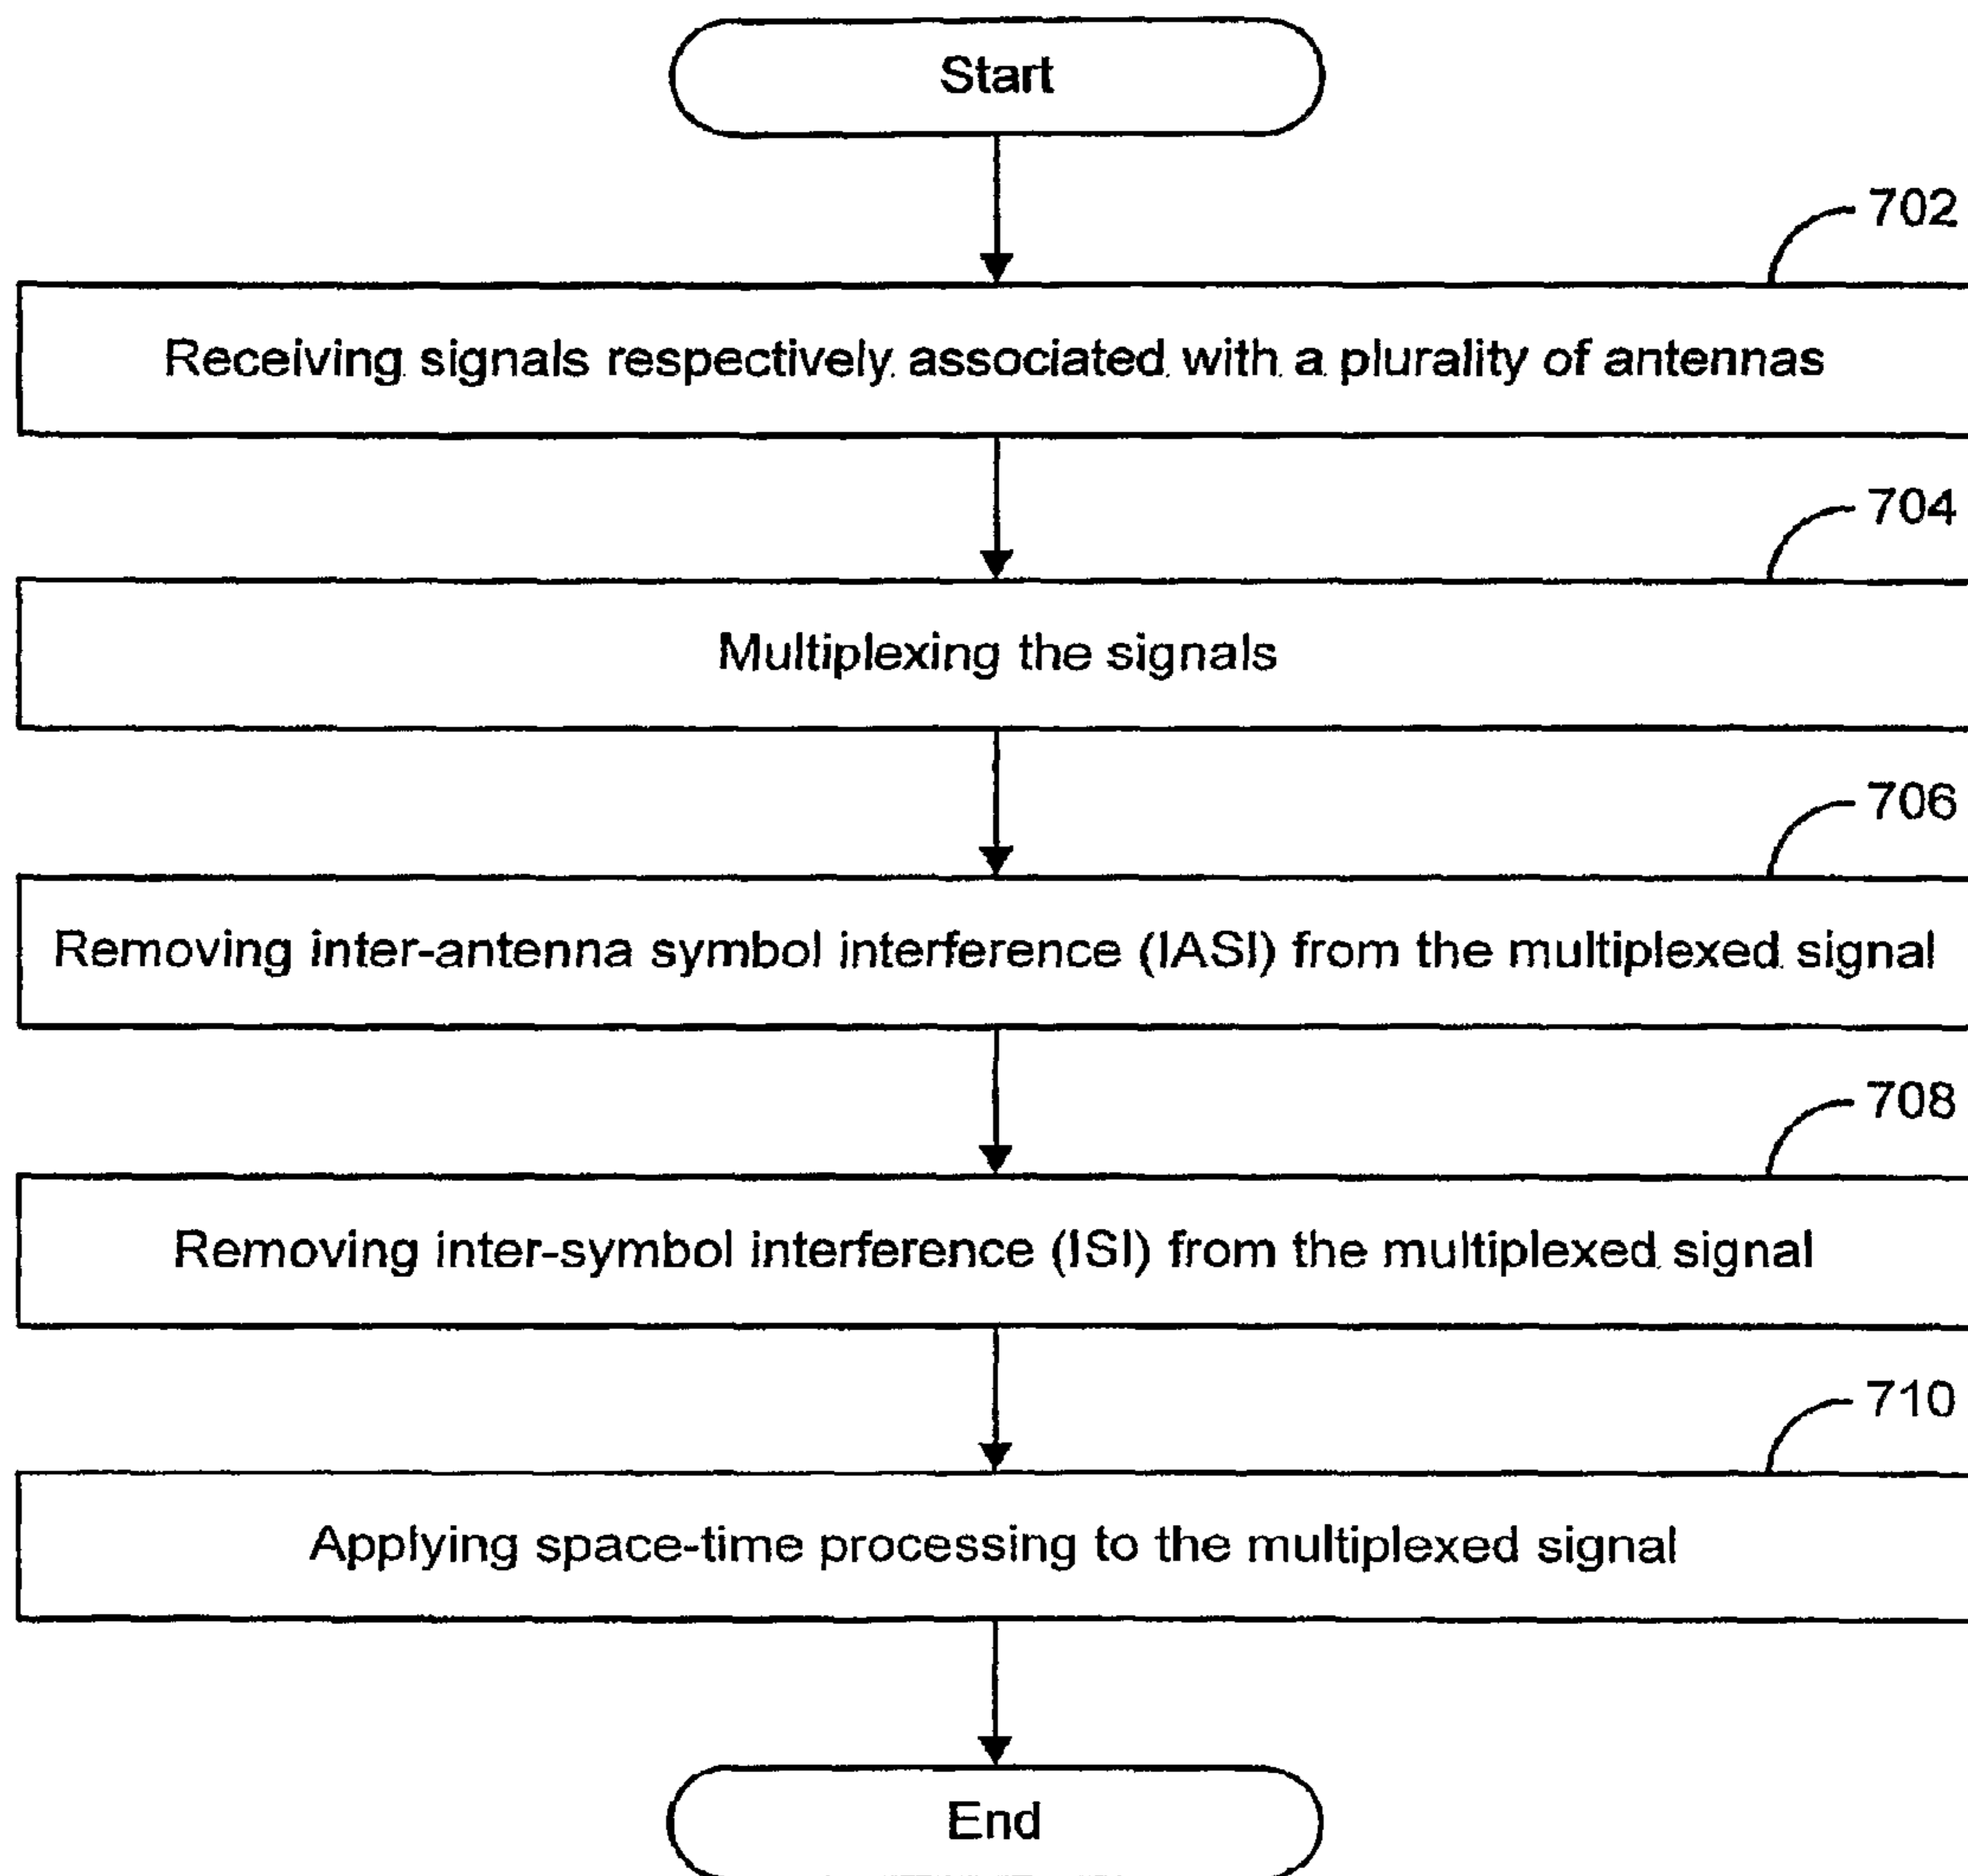 Start
702
Receiving signals respectively associated with a plurality of antennas
704
Multiplexing the signals
706
Removing inter-antenna symbol interference (IASI) from the multiplexed signal
708
Removing inter-symbol interference (ISI) from the multiplexed signal
710
Applying space-time processing to the multiplexed signal
End